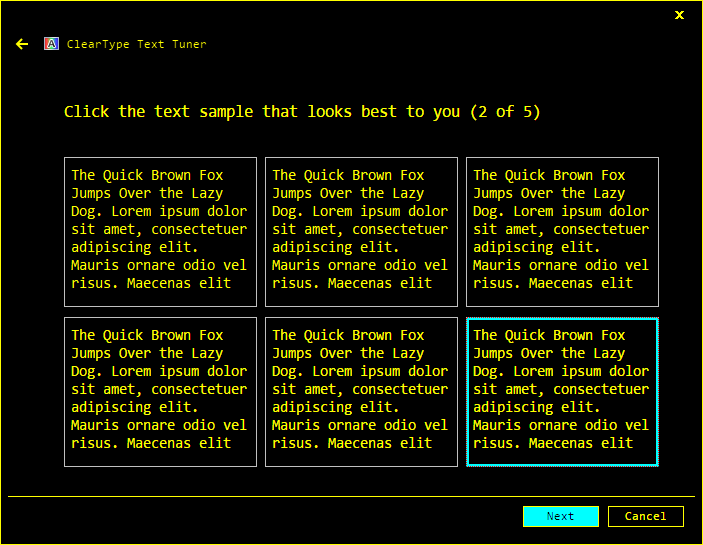 x
ClearType Text Tuner
Click the text sample that looks best to you (2 of 5)
The Quick Brown Fox
Jumps Over the Lazy
Dog. Lorem ipsum dolor
sit amet, consectetuer
adipiscing elit.
Mauris ornare odio vel
risus. Maecenas elit
The Quick Brown Fox
Jumps Over the Lazy
Dog. Lorem ipsum dolor
sit amet, consectetuer
adipiscing elit.
Mauris ornare odio vel
risus. Maecenas elit
The Quick Brown Fox
Jumps Over the Lazy
Dog. Lorem ipsum dolor
sit amet, consectetuer
adipiscing elit.
Mauris ornare odio vel
risus. Maecenas elit
The Quick Brown Fox
Jumps Over the Lazy
Dog. Lorem ipsum dolor
sit amet, consectetuer
adipiscing elit.
Mauris ornare odio vel
risus. Maecenas elit
The Quick Brown Fox
Jumps Over the Lazy
Dog. Lorem ipsum dolor
sit amet, consectetuer
adipiscing elit.
Mauris ornare odio vel
risus. Maecenas elit
The Quick Brown Fox
Jumps Over the Lazy
Dog. Lorem ipsum dolor
sit amet, consectetuer
adipiscing elit.
Mauris ornare odio vel
risus. Maecenas elit
Next
Cancel